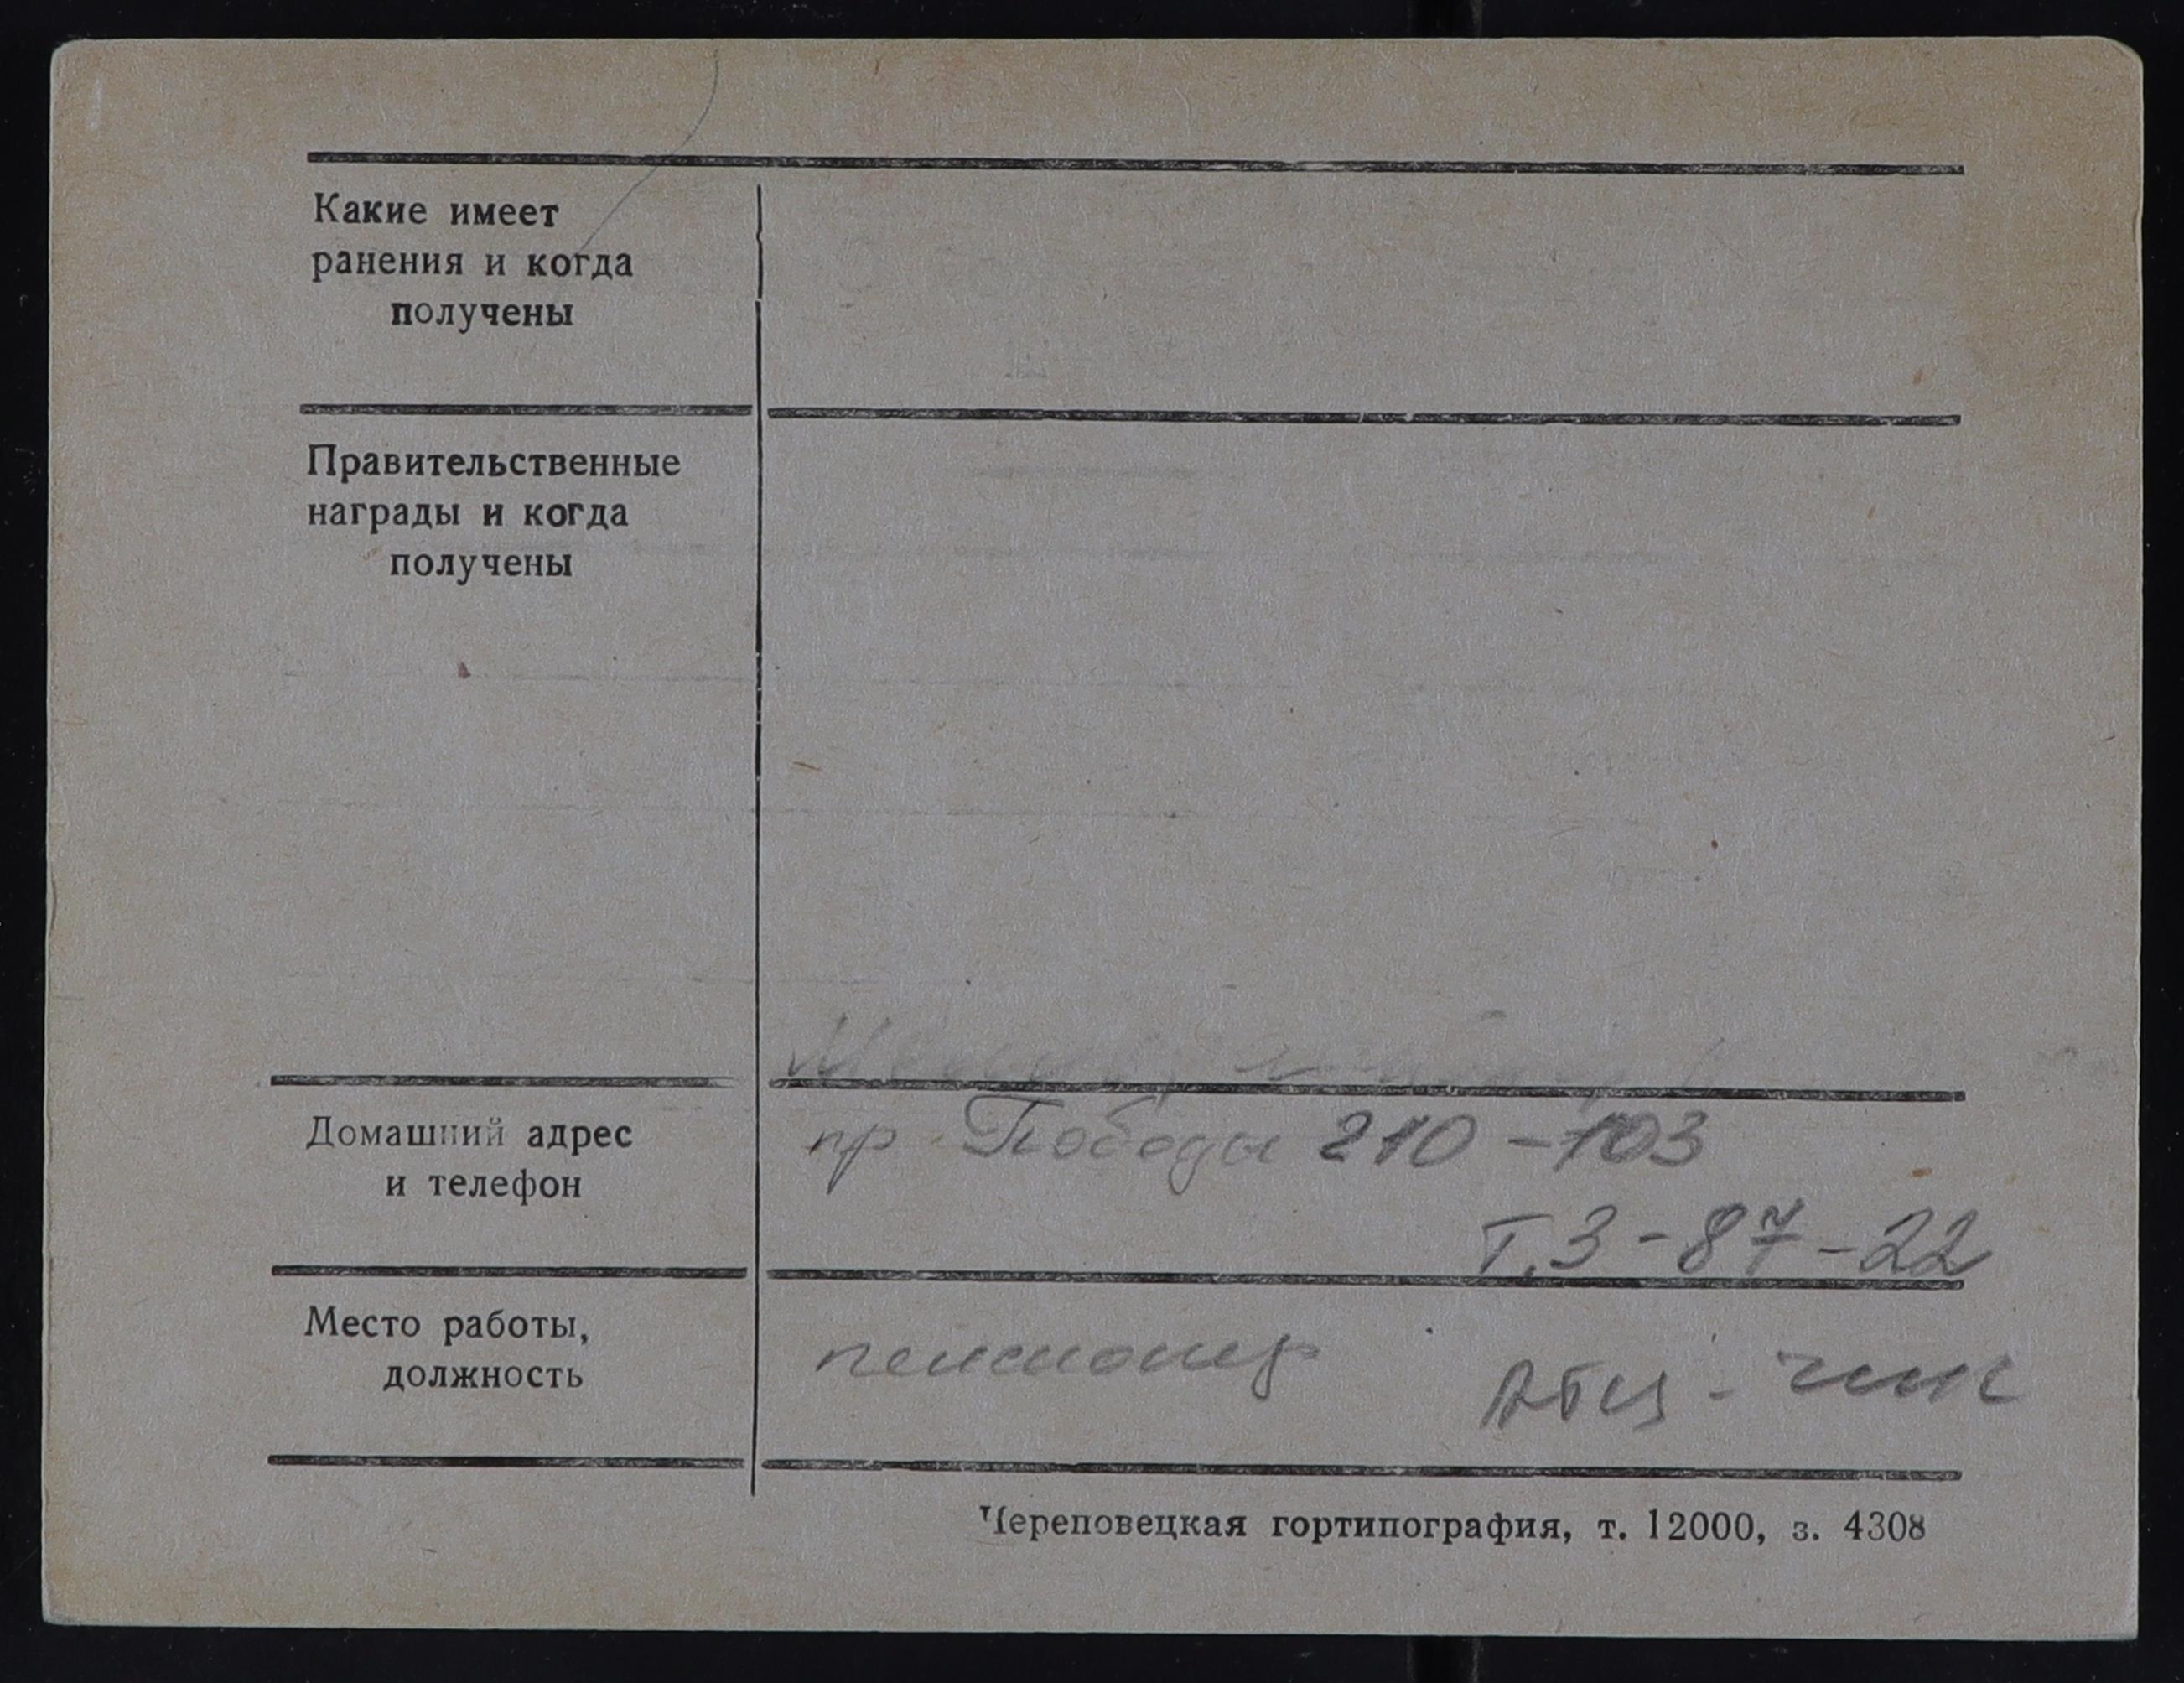 Какие имеет
ранения и когда
получены
Правительственные
награды и когда
получены
Домашний адрес
и телефон
пр. Победы 210-103
Т. 3-87-22
Место работы,
должность
пенсионер
Череповецкая гортипография, т. 12000, з. 4308